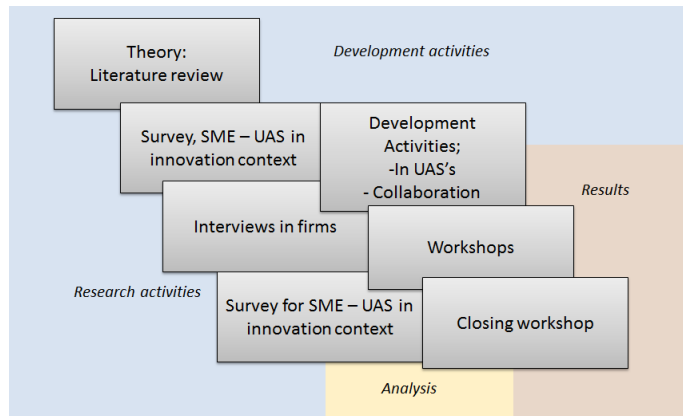 Theory:
Literature review
Development activities
Survey, SME – UAS in
innovation context
Development
Activities;
-In UAS's
- Collaboration
Results
Interviews in firms
Workshops
Research activities
Survey for SME – UAS in
innovation context
Closing workshop
Analysis